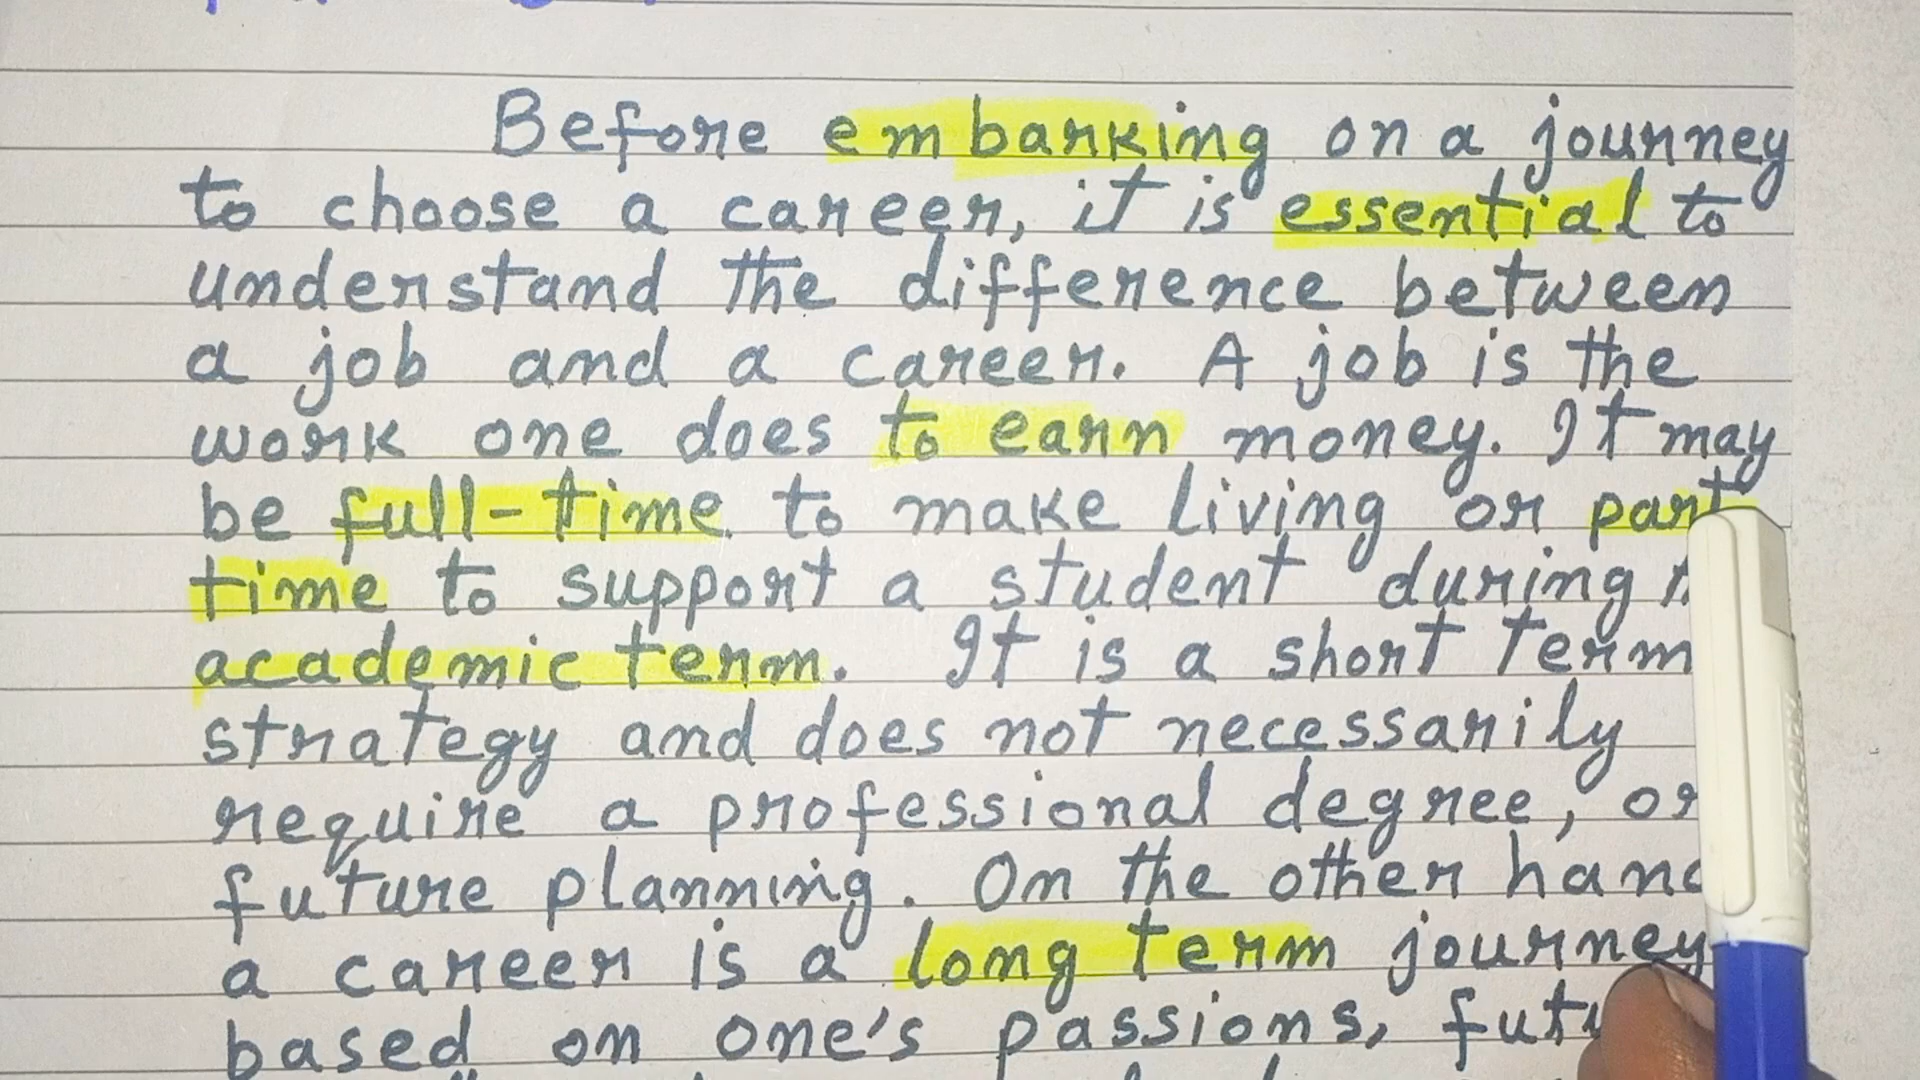 Before embarking on a journey
to choose a career, it is essential to
understand the difference between
a job and a career. A job is the
work one does to earn money. It may
be full-time to make living or part
time to support a student during
academic term. It is a short term
strategy and does not necessarily
require a professional degree, or
future planning. On the other
a career is a long term journey
based on one's passions,